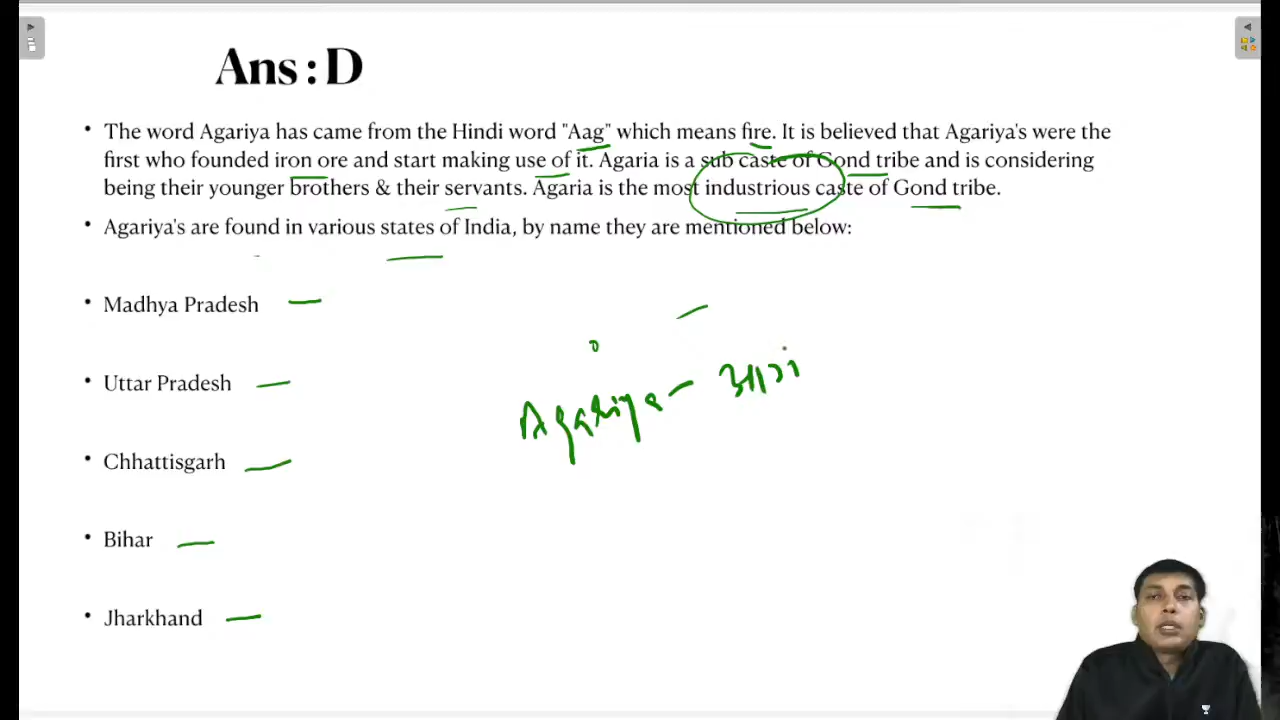 Ans : D
• The word Agariya has came from the Hindi word "Aag" which means fire. It is believed that Agariya's were the
first who founded iron ore and start making use of it. Agaria is a sub caste of Gond tribe and is considering
being their younger brothers & their servants. Agaria is the most industrious caste of Gond tribe.
• Agariya's are found in various states of India, by name they are mentioned below:
• Madhya Pradesh
• Uttar Pradesh
Agariya - आग
• Chhattisgarh
• Bihar
• Jharkhand